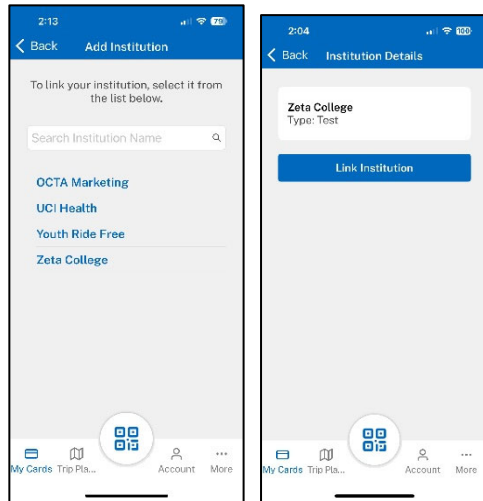 2:13
79
Back
Add Institution
To link your institution, select it from
the list below.
Search Institution Name
OCTA Marketing
UCI Health
Youth Ride Free
Zeta College
My Cards
Trip Pla...
Account
More
2:04
100
Back
Institution Details
Zeta College
Type: Test
Link Institution
My Cards
Trip Pla...
Account
More